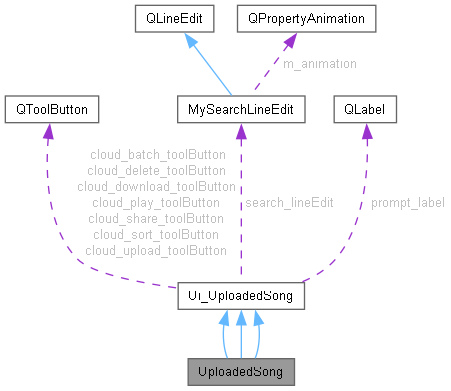 QLineEdit
QPropertyAnimation
m_animation
QToolButton
MySearchLineEdit
QLabel
cloud_batch_toolButton
cloud_delete_toolButton
cloud_download_toolButton
cloud_play_toolButton
cloud_share_toolButton
cloud_sort_toolButton
cloud_upload_toolButton
search_lineEdit
prompt_label
Ui_UploadedSong
UploadedSong